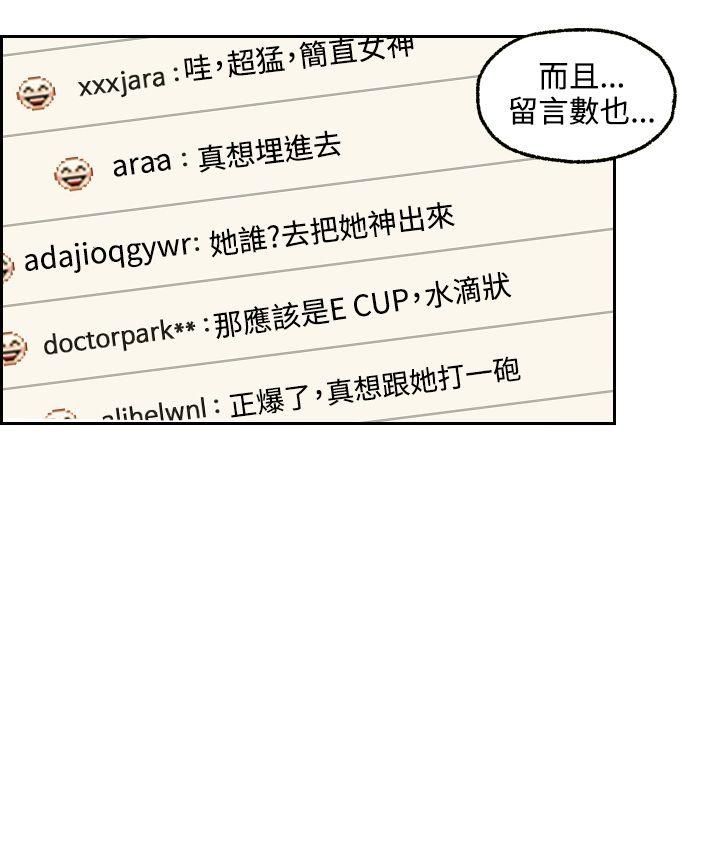 xxxjara : 哇，超猛，簡直女神
而且...
留言數也...
araa : 真想埋進去
adajioqgywr: 她誰?去把她神出來
doctorpark** : 那應該是E CUP，水滴狀
alihelwnl : 正爆了，真想跟她打一砲